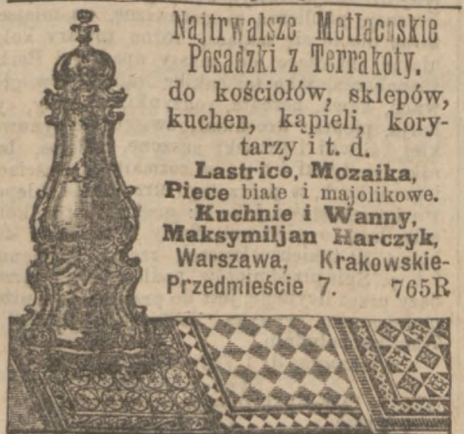 Najtrwalsze Metlaoskie
Posadzki z Terrakoty.
do kościołów, sklepów,
kuchen, kąpieli, kory-
tarzy i t. d.
Lastrico, Mozaika,
Piece białe i majolikowe.
Kuchnie i Wanny,
Maksymiljan Harczyk,
Warszawa, Krakowskie-
Przedmieście 7. 765R